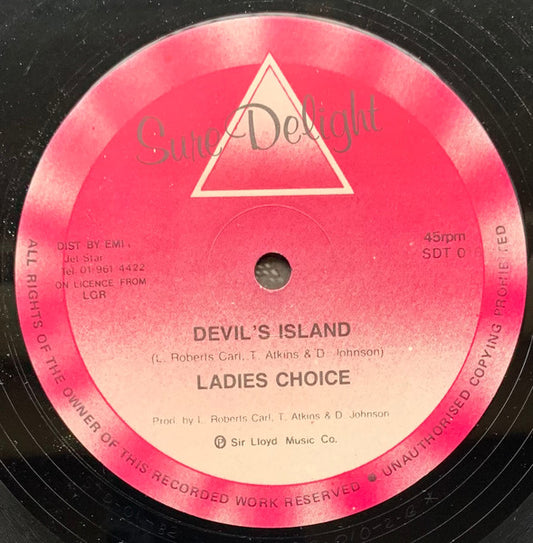 Sure Delight
DIST BY EMI,
Jet-Star
Tel. 01-961 4422
ON LICENCE FROM
LGR
45rpm
SDT 0
DEVIL'S ISLAND
(L. Roberts Carl, T. Atkins & D. Johnson)
LADIES CHOICE
Prod. by L. Roberts Carl, T. Atkins & D. Johnson
℗ Sir Lloyd Music Co.
ALL RIGHTS OF THE OWNER OF THIS RECORDED WORK RESERVED ● UNAUTHORISED COPYING PROHIBITED